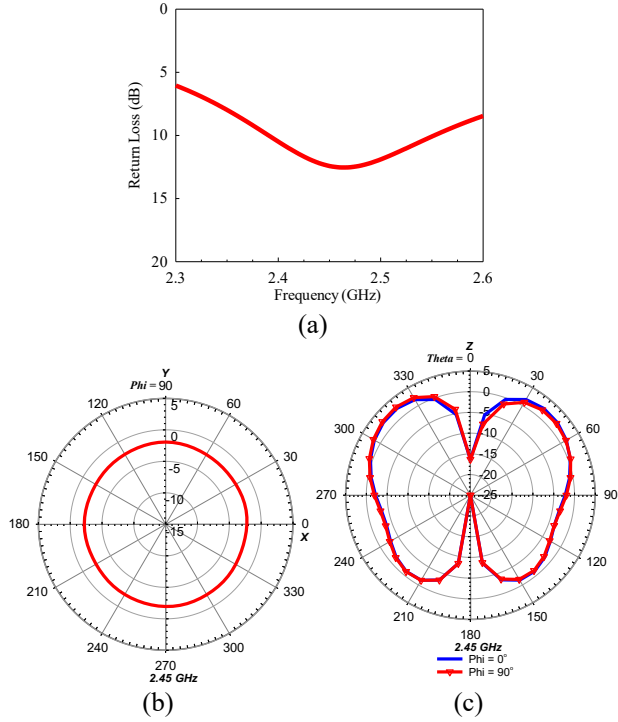 0
5
10
15
20
Return Loss (dB)
2.3 2.4 2.5 2.6
Frequency (GHz)
(a)
Y
Phi = 90
120 5 60
150 0 30
-5
-10
180 -15 0
X
210 330
240 300
270
2.45 GHz
(b)
Z
Theta = 0
330 5 30
0
300 -5 60
-10
-15
-20
270 -25 90
240 120
210 150
180
2.45 GHz
Phi = 0°
Phi = 90°
(c)